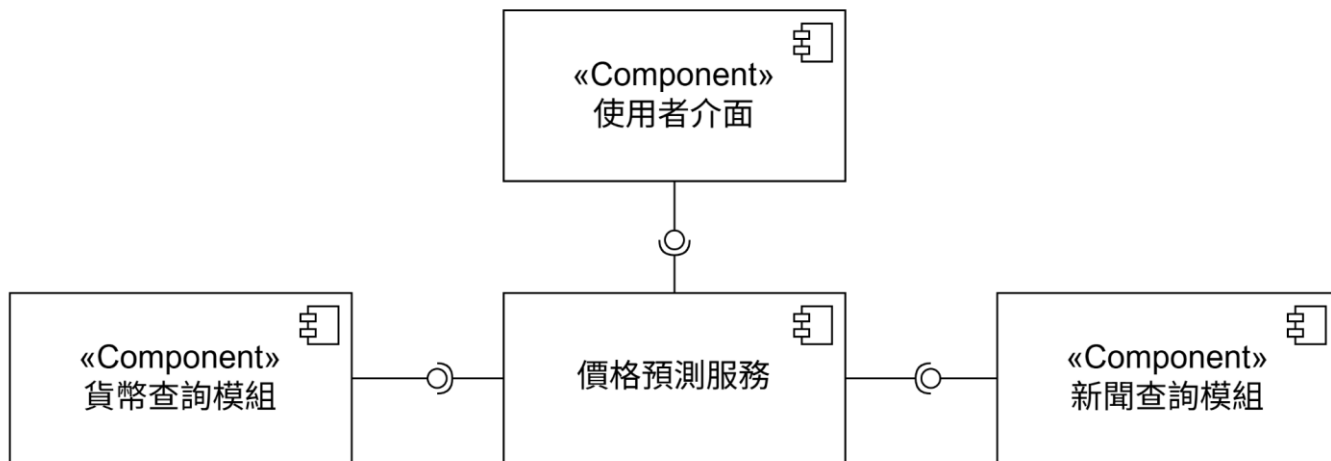 «Component»
使用者介面
«Component»
貨幣查詢模組
價格預測服務
«Component»
新聞查詢模組